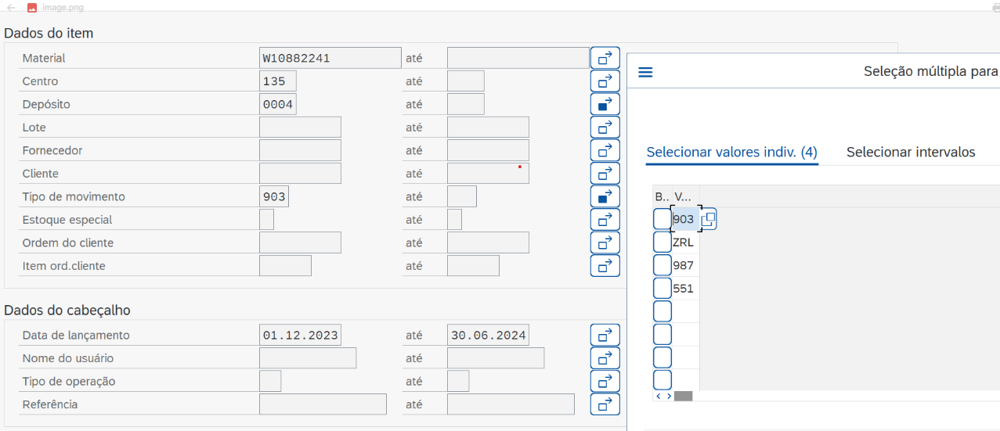 image.png
Dados do item
Material W10882241 até
Centro 135 até
Depósito 0004 até
Lote até
Fornecedor até
Cliente até
Tipo de movimento 903 até
Estoque especial até
Ordem do cliente até
Item ord.cliente até
Dados do cabeçalho
Data de lançamento 01.12.2023 até 30.06.2024
Nome do usuário até
Tipo de operação até
Referência até
Seleção múltipla para
Selecionar valores indiv. (4) Selecionar intervalos
B.. V...
903
ZRL
987
551